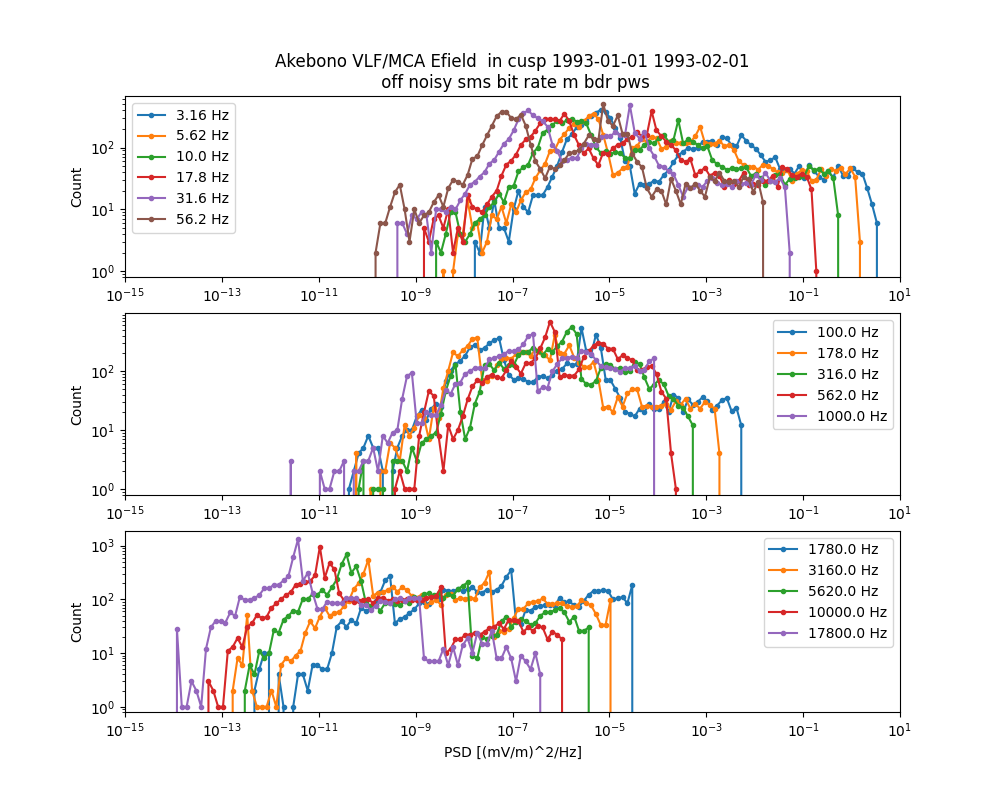 Akebono VLF/MCA Efield  in cusp 1993-01-01 1993-02-01
off noisy sms bit rate m bdr pws
Count
10^2
10^1
10^0
3.16 Hz
5.62 Hz
10.0 Hz
17.8 Hz
31.6 Hz
56.2 Hz
10^-15 10^-13 10^-11 10^-9 10^-7 10^-5 10^-3 10^-1 10^1
Count
10^2
10^1
10^0
100.0 Hz
178.0 Hz
316.0 Hz
562.0 Hz
1000.0 Hz
10^-15 10^-13 10^-11 10^-9 10^-7 10^-5 10^-3 10^-1 10^1
Count
10^3
10^2
10^1
10^0
1780.0 Hz
3160.0 Hz
5620.0 Hz
10000.0 Hz
17800.0 Hz
10^-15 10^-13 10^-11 10^-9 10^-7 10^-5 10^-3 10^-1 10^1
PSD [(mV/m)^2/Hz]